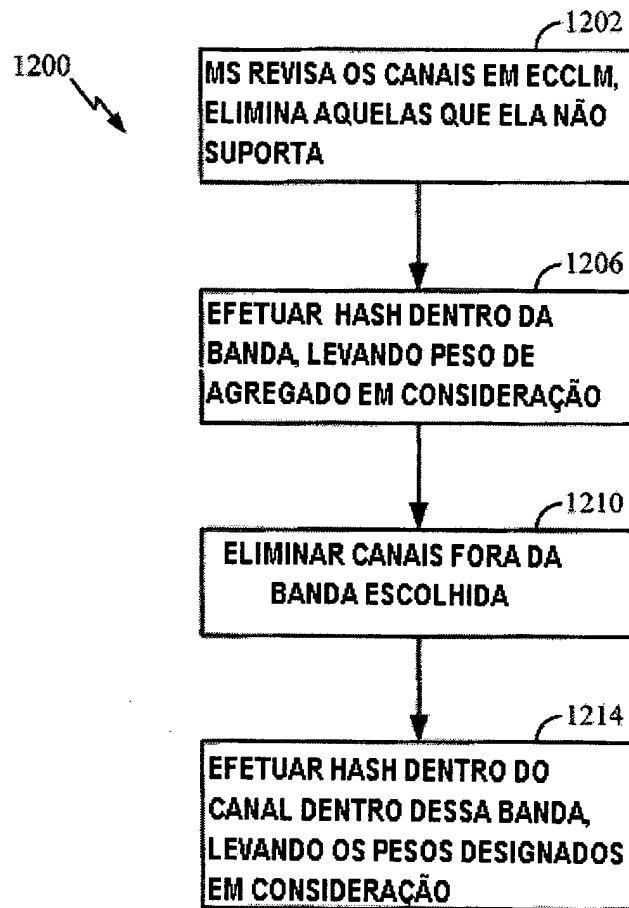 1200
1202
MS REVISA OS CANAIS EM ECCLM,
ELIMINA AQUELAS QUE ELA NÃO
SUPORTA
1206
EFETUAR HASH DENTRO DA
BANDA, LEVANDO PESO DE
AGREGADO EM CONSIDERAÇÃO
1210
ELIMINAR CANAIS FORA DA
BANDA ESCOLHIDA
1214
EFETUAR HASH DENTRO DO
CANAL DENTRO DESSA BANDA,
LEVANDO OS PESOS DESIGNADOS
EM CONSIDERAÇÃO